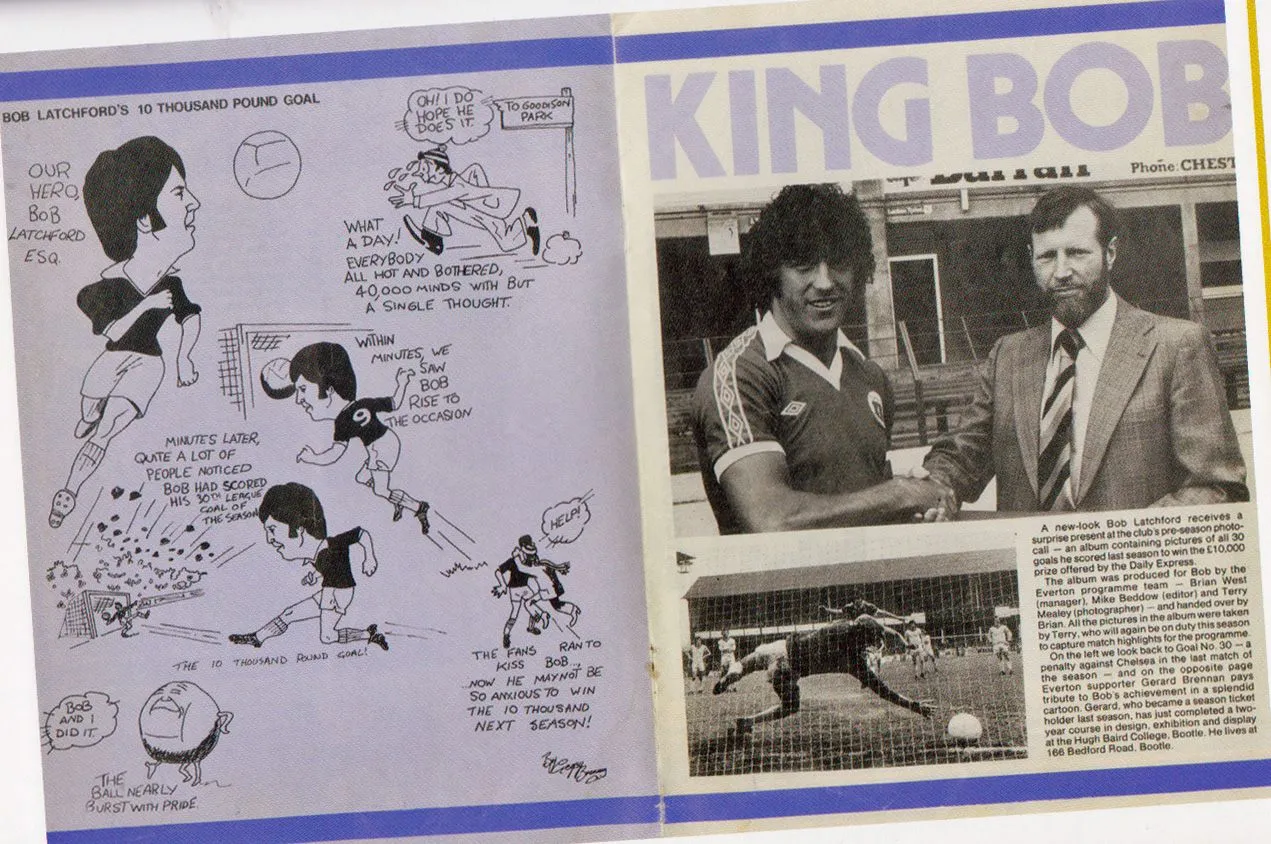 BOB LATCHFORD'S 10 THOUSAND POUND GOAL
OUR
HERO,
BOB
LATCHFORD
ESQ.
OH! I DO
HOPE HE
DOES IT.
TO GOODISON
PARK
WHAT
A DAY!
EVERYBODY
ALL HOT AND BOTHERED,
40,000 MINDS WITH BUT
A SINGLE THOUGHT.
WITHIN
MINUTES, WE
SAW
BOB
RISE TO
THE OCCASION
9
MINUTES LATER,
QUITE A LOT OF
PEOPLE NOTICED
BOB HAD SCORED
HIS 30TH LEAGUE
GOAL OF
THE SEASON
THE 10 THOUSAND POUND GOAL!
HELP!
THE FANS RAN TO
KISS BOB...
NOW HE MAY NOT BE
SO ANXIOUS TO WIN
THE 10 THOUSAND
NEXT SEASON!
BOB
AND I
DID IT.
THE
BALL NEARLY
BURST WITH PRIDE.
KING BOB
Phone: CHEST
A new-look Bob Latchford receives a
surprise present at the club's pre-season photo-
call — an album containing pictures of all 30
goals he scored last season to win the £10,000
prize offered by the Daily Express.
The album was produced for Bob by the
Everton programme team — Brian West
(manager), Mike Beddow (editor) and Terry
Mealey (photographer) — and handed over by
Brian. All the pictures in the album were taken
by Terry, who will again be on duty this season
to capture match highlights for the programme.
On the left we look back to Goal No. 30 — a
penalty against Chelsea in the last match of
the season — and on the opposite page
Everton supporter Gerard Brennan pays
tribute to Bob's achievement in a splendid
cartoon. Gerard, who became a season ticket
holder last season, has just completed a two-
year course in design, exhibition and display
at the Hugh Baird College, Bootle. He lives at
166 Bedford Road, Bootle.